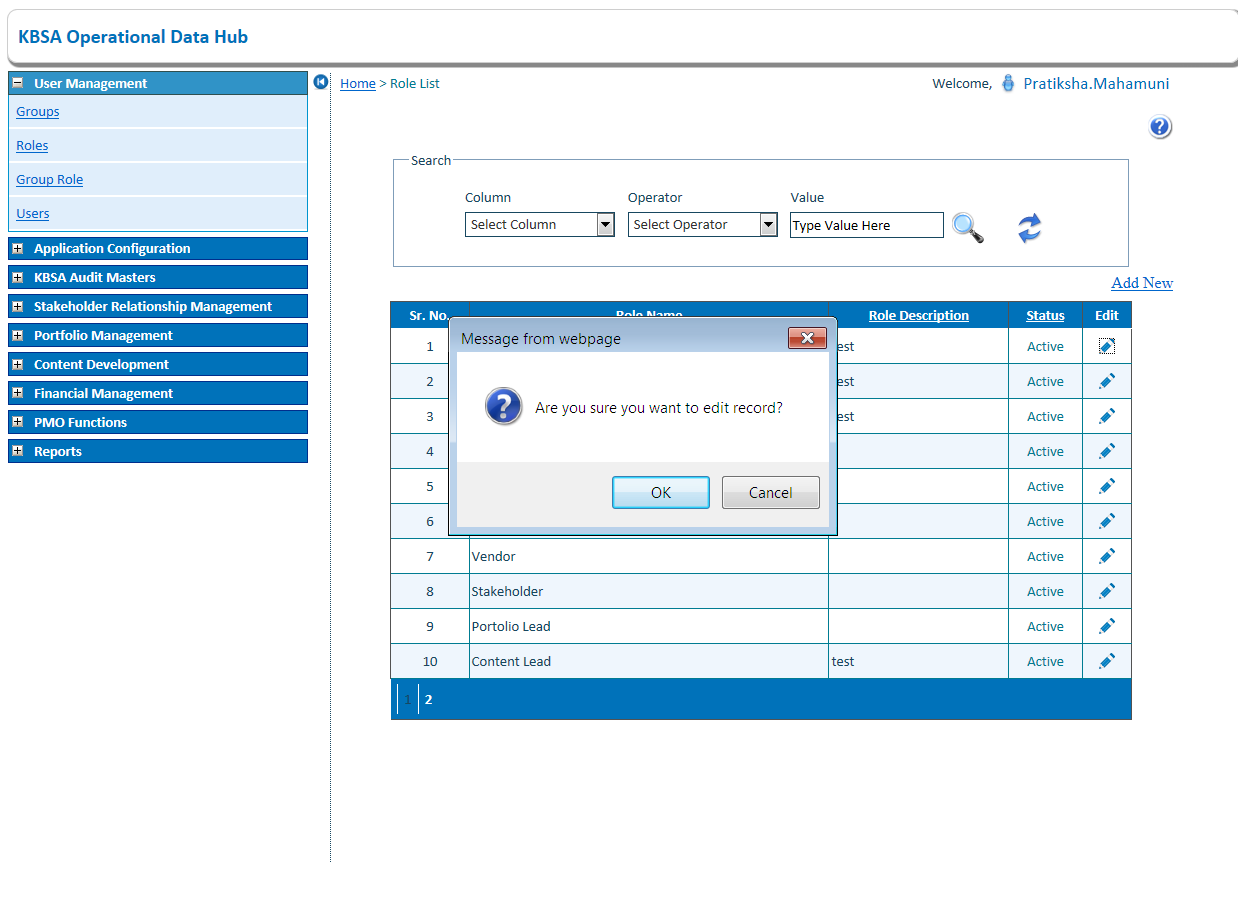 KBSA Operational Data Hub
User Management
Groups
Roles
Group Role
Users
Application Configuration
KBSA Audit Masters
Stakeholder Relationship Management
Portfolio Management
Content Development
Financial Management
PMO Functions
Reports
Home > Role List
Welcome, Pratiksha.Mahamuni
Search
Column Operator Value
Select Column Select Operator Type Value Here
Add New
Sr. No. Role Name Role Description Status Edit
1 Active
2 Active
3 Active
4 Active
5 Active
6 Active
Message from webpage
Are you sure you want to edit record?
OK Cancel
7 Vendor Active
8 Stakeholder Active
9 Portolio Lead Active
10 Content Lead test Active
1 2